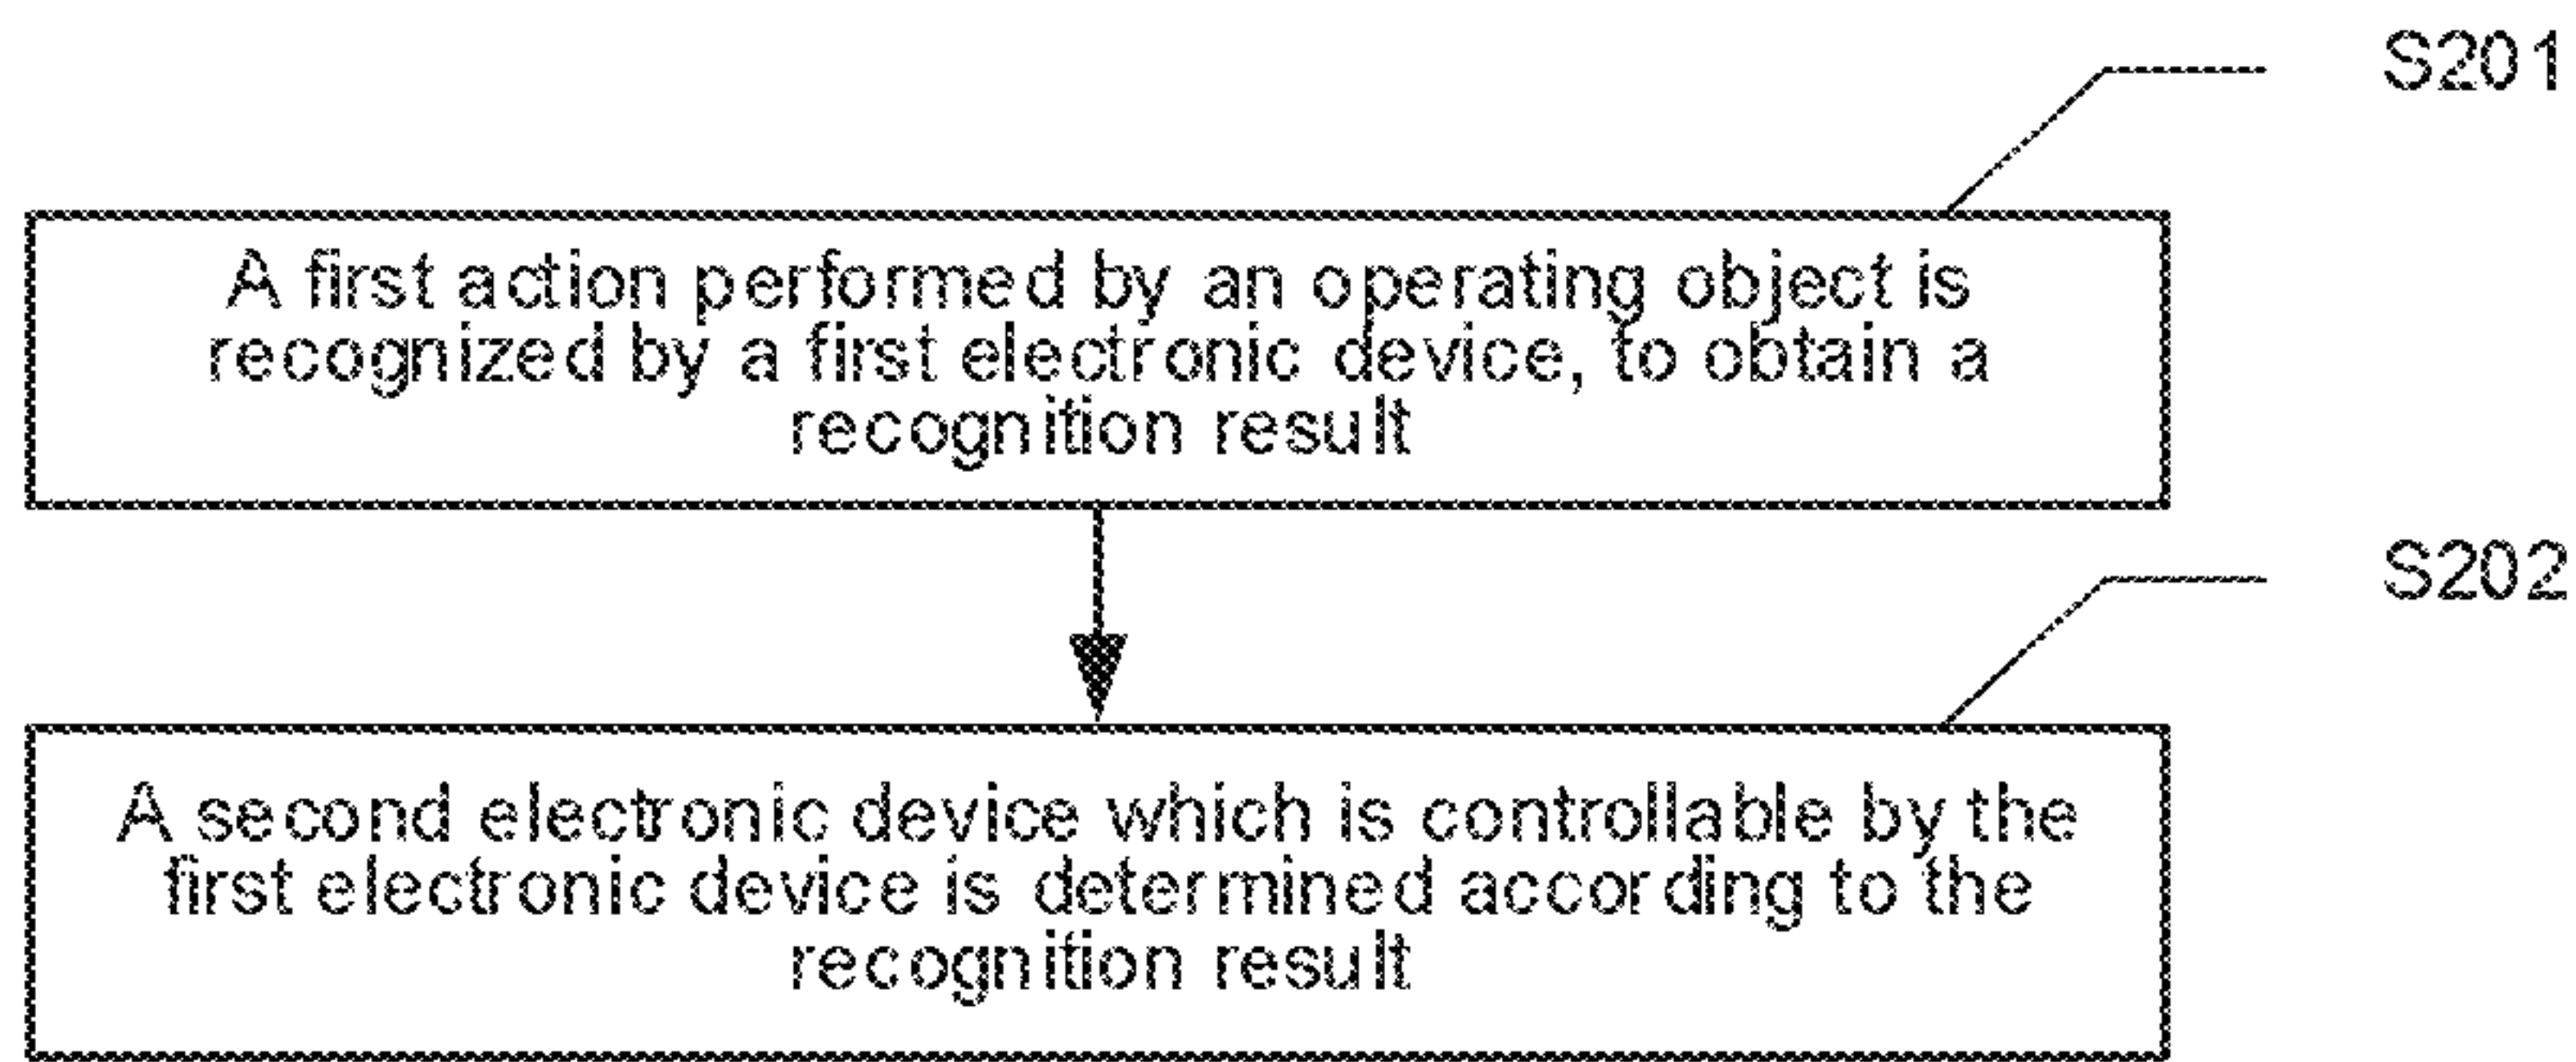 S201
A first action performed by an operating object is
recognized by a first electronic device, to obtain a
recognition result
S202
A second electronic device which is controllable by the
first electronic device is determined according to the
recognition result